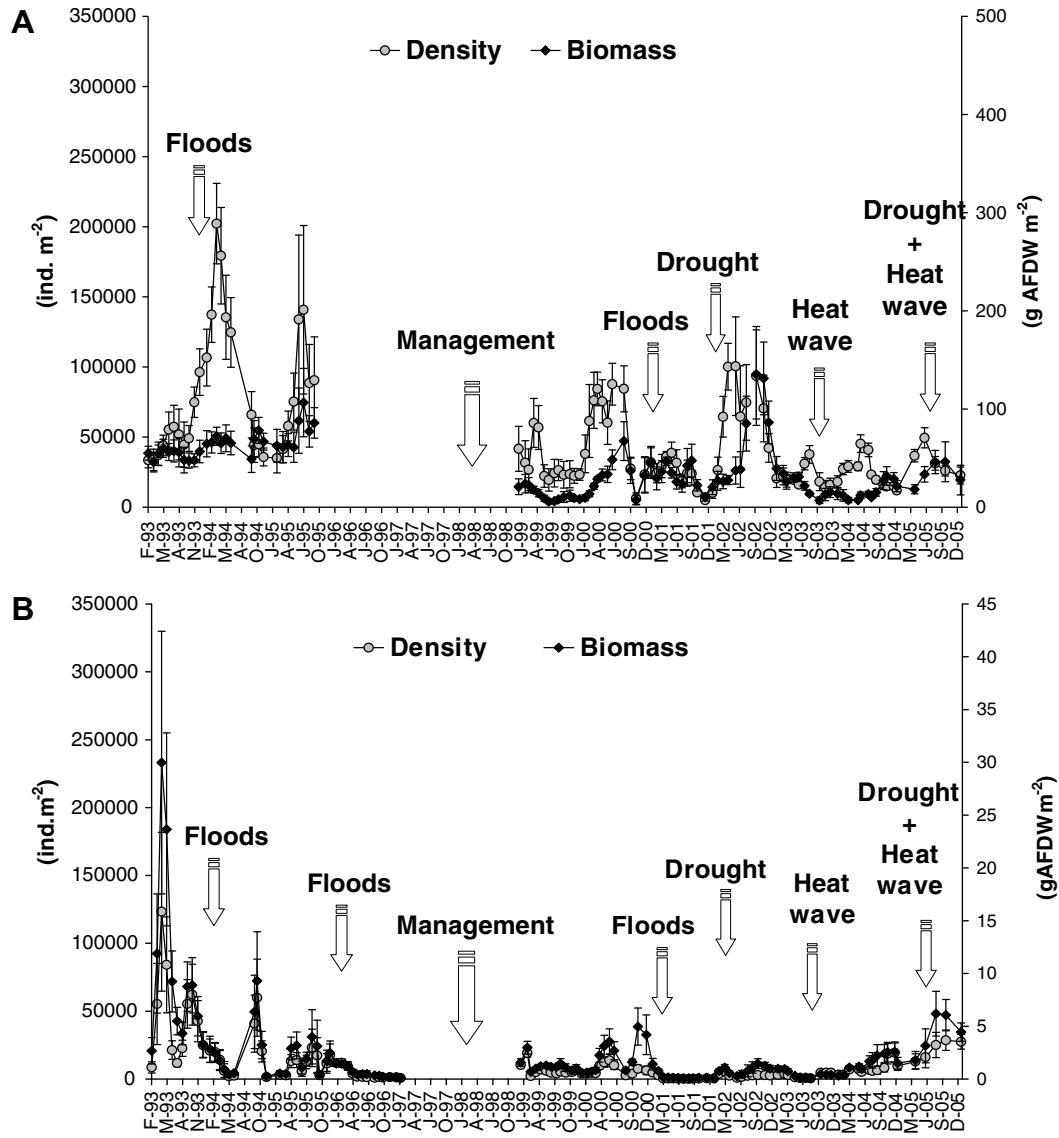 A
350000
300000
250000
200000
150000
100000
50000
0
(ind. m-2)
500
400
300
200
100
0
(g AFDW m-2)
Density
Biomass
Floods
Management
Floods
Drought
Heat
wave
Drought
+
Heat
wave
F-93 M-93 A-93 N-93 F-94 M-94 A-94 O-94 J-95 A-95 J-95 O-95 J-96 A-96 J-96 O-96 J-97 A-97 J-97 O-97 J-98 A-98 J-98 O-98 J-99 A-99 J-99 O-99 J-00 A-00 J-00 S-00 D-00 M-01 J-01 S-01 D-01 M-02 J-02 S-02 D-02 M-03 J-03 S-03 D-03 M-04 J-04 S-04 D-04 M-05 J-05 S-05 D-05
B
350000
300000
250000
200000
150000
100000
50000
0
(ind.m-2)
45
40
35
30
25
20
15
10
5
0
(gAFDWm-2)
Density
Biomass
Floods
Floods
Management
Floods
Drought
Heat
wave
Drought
+
Heat
wave
F-93 M-93 A-93 N-93 F-94 M-94 A-94 O-94 J-95 A-95 J-95 O-95 J-96 A-96 J-96 O-96 J-97 A-97 J-97 O-97 J-98 A-98 J-98 O-98 J-99 A-99 J-99 O-99 J-00 A-00 J-00 S-00 D-00 M-01 J-01 S-01 D-01 M-02 J-02 S-02 D-02 M-03 J-03 S-03 D-03 M-04 J-04 S-04 D-04 M-05 J-05 S-05 D-05